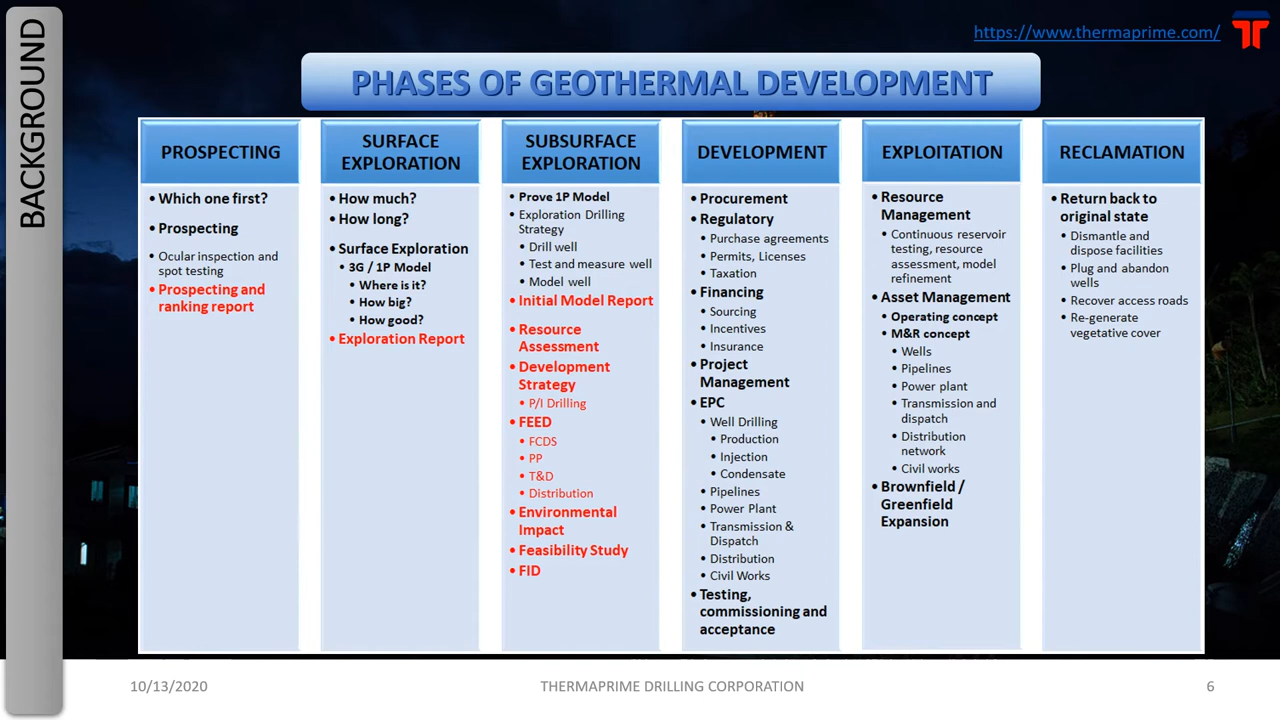 BACKGROUND
https://www.thermaprime.com/
PHASES OF GEOTHERMAL DEVELOPMENT
PROSPECTING
• Which one first?
• Prospecting
• Ocular inspection and
spot testing
• Prospecting and
ranking report
SURFACE
EXPLORATION
• How much?
• How long?
• Surface Exploration
• 3G / 1P Model
• Where is it?
• How big?
• How good?
• Exploration Report
SUBSURFACE
EXPLORATION
• Prove 1P Model
• Exploration Drilling
Strategy
• Drill well
• Test and measure well
• Model well
• Initial Model Report
• Resource
Assessment
• Development
Strategy
• P/I Drilling
• FEED
• FCDS
• PP
• T&D
• Distribution
• Environmental
Impact
• Feasibility Study
• FID
DEVELOPMENT
• Procurement
• Regulatory
• Purchase agreements
• Permits, Licenses
• Taxation
• Financing
• Sourcing
• Incentives
• Insurance
• Project
Management
• EPC
• Well Drilling
• Production
• Injection
• Condensate
• Pipelines
• Power Plant
• Transmission &
Dispatch
• Distribution
• Civil Works
• Testing,
commissioning and
acceptance
EXPLOITATION
• Resource
Management
• Continuous reservoir
testing, resource
assessment, model
refinement
• Asset Management
• Operating concept
• M&R concept
• Wells
• Pipelines
• Power plant
• Transmission and
dispatch
• Distribution
network
• Civil works
• Brownfield /
Greenfield
Expansion
RECLAMATION
• Return back to
original state
• Dismantle and
dispose facilities
• Plug and abandon
wells
• Recover access roads
• Re-generate
vegetative cover
10/13/2020
THERMAPRIME DRILLING CORPORATION
6